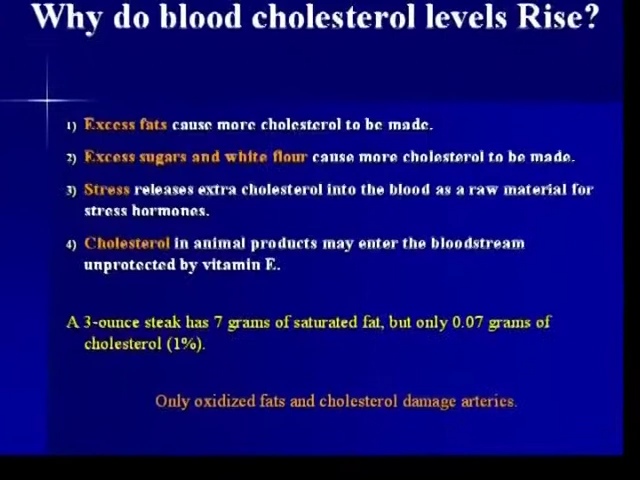 Why do blood cholesterol levels Rise?
1) Excess fats cause more cholesterol to be made.
2) Excess sugars and white flour cause more cholesterol to be made.
3) Stress releases extra cholesterol into the blood as a raw material for
stress hormones.
4) Cholesterol in animal products may enter the bloodstream
unprotected by vitamin E.
A 3-ounce steak has 7 grams of saturated fat, but only 0.07 grams of
cholesterol (1%).
Only oxidized fats and cholesterol damage arteries.